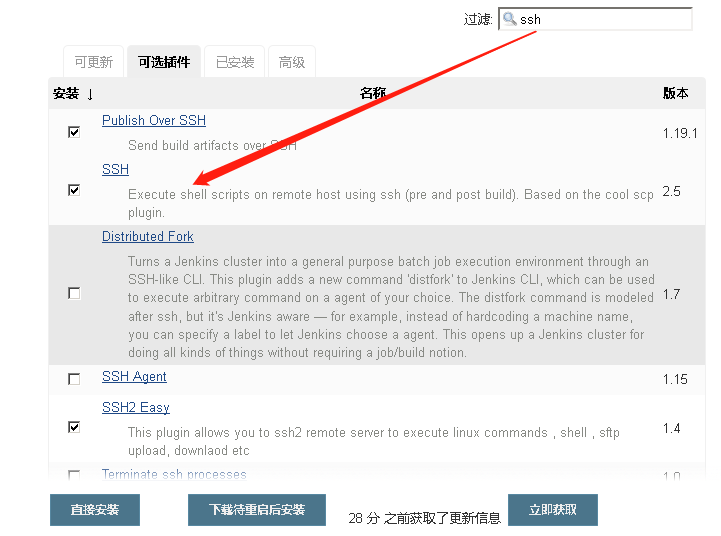 过滤: ssh
可更新 可选插件 已安装 高级
安装 ↓ 名称 版本
Publish Over SSH
Send build artifacts over SSH
1.19.1
SSH
Execute shell scripts on remote host using ssh (pre and post build). Based on the cool scp
plugin.
2.5
Distributed Fork
Turns a Jenkins cluster into a general purpose batch job execution environment through an
SSH-like CLI. This plugin adds a new command 'distfork' to Jenkins CLI, which can be used
to execute arbitrary command on a agent of your choice. The distfork command is modeled
after ssh, but it's Jenkins aware — for example, instead of hardcoding a machine name,
you can specify a label to let Jenkins choose a agent. This opens up a Jenkins cluster for
doing all kinds of things without requiring a job/build notion.
1.7
SSH Agent 1.15
SSH2 Easy
This plugin allows you to ssh2 remote server to execute linux commands , shell , sftp
upload, downlaod etc
1.4
Terminate ssh processes 1.0
直接安装 下载待重启后安装 28 分 之前获取了更新信息 立即获取